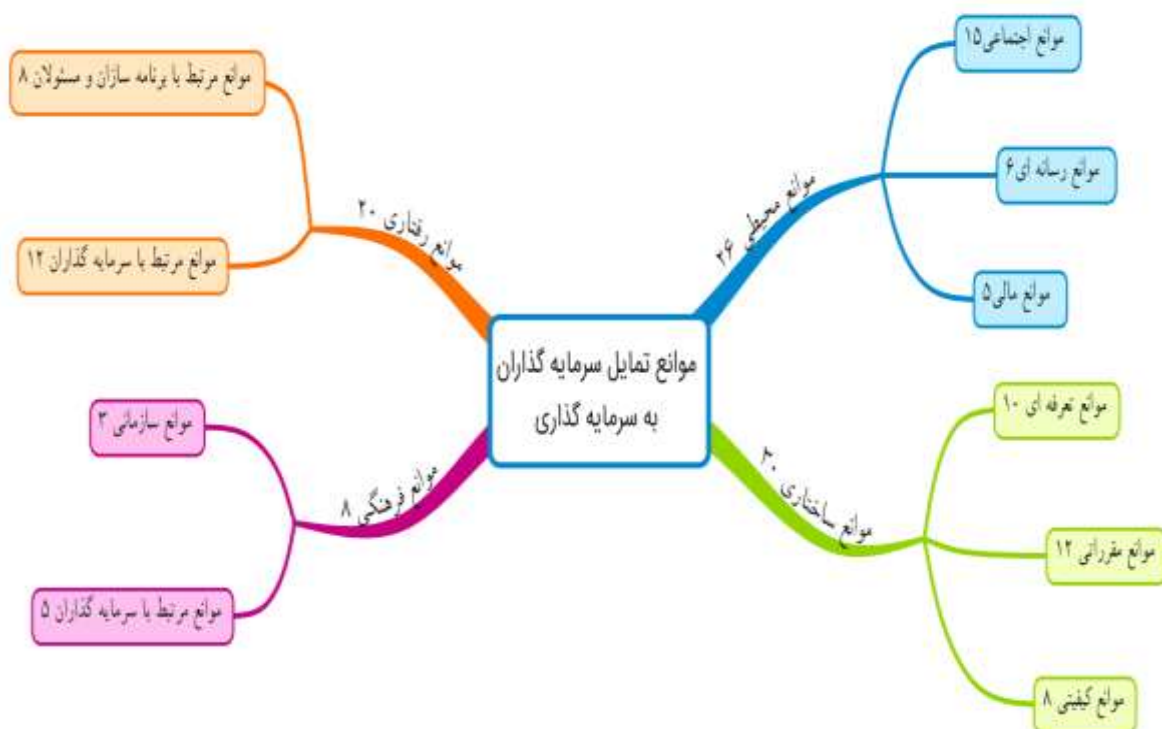 موانع تمایل سرمایه گذاران
به سرمایه گذاری
موانع محیطی ۲۶
موانع اجتماعی۱۵
موانع رسانه ای۶
موانع مالی۵
موانع ساختاری ۳۰
موانع تعرفه ای ۱۰
موانع مقرراتی ۱۲
موانع کیفیتی ۸
موانع رفتاری ۲۰
موانع مرتبط با برنامه سازان و مسئولان ۸
موانع مرتبط با سرمایه گذاران ۱۲
موانع فرهنگی ۸
موانع سازمانی ۳
موانع مرتبط با سرمایه گذاران ۵